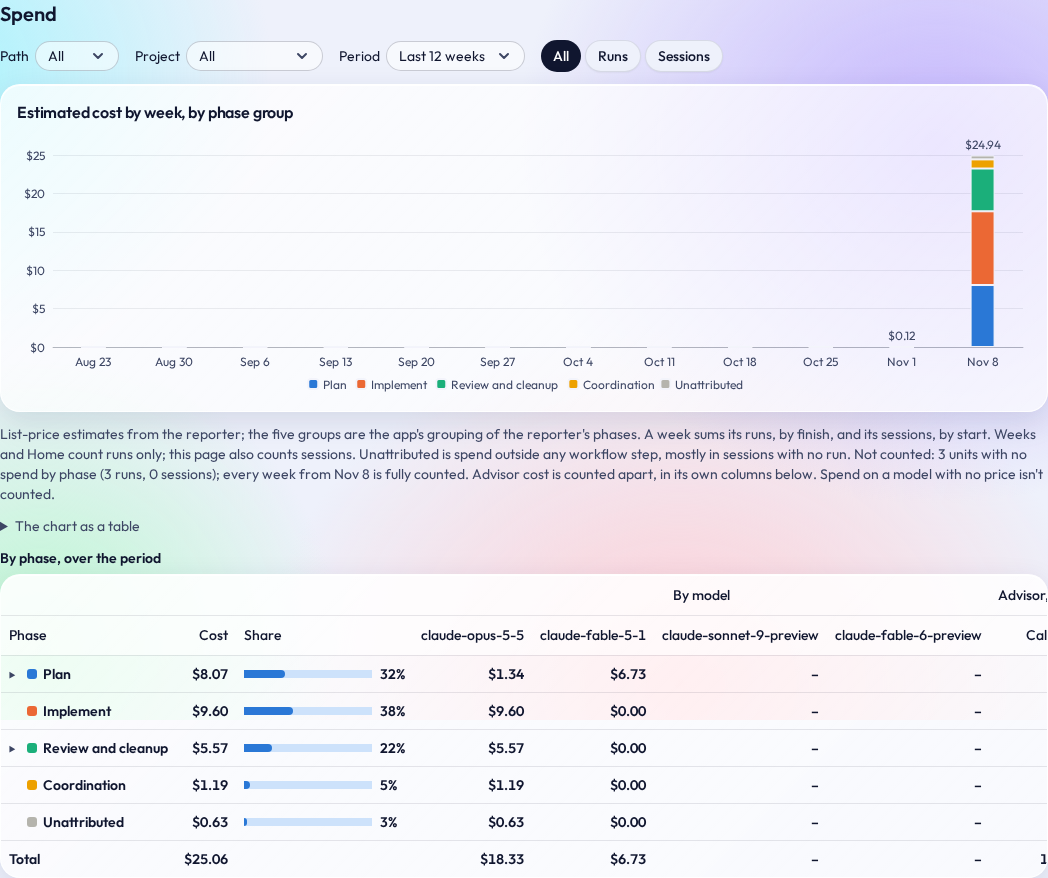 Spend
Path All Project All Period Last 12 weeks All Runs Sessions
Estimated cost by week, by phase group
$24.94
$25
$20
$15
$10
$5
$0.12
$0
Aug 23 Aug 30 Sep 6 Sep 13 Sep 20 Sep 27 Oct 4 Oct 11 Oct 18 Oct 25 Nov 1 Nov 8
Plan Implement Review and cleanup Coordination Unattributed
List-price estimates from the reporter; the five groups are the app's grouping of the reporter's phases. A week sums its runs, by finish, and its sessions, by start. Weeks
and Home count runs only; this page also counts sessions. Unattributed is spend outside any workflow step, mostly in sessions with no run. Not counted: 3 units with no
spend by phase (3 runs, 0 sessions); every week from Nov 8 is fully counted. Advisor cost is counted apart, in its own columns below. Spend on a model with no price isn't
counted.
The chart as a table
By phase, over the period
By model Advisor,
Phase Cost Share claude-opus-5-5 claude-fable-5-1 claude-sonnet-9-preview claude-fable-6-preview Cal
Plan $8.07 32% $1.34 $6.73 – –
Implement $9.60 38% $9.60 $0.00 – –
Review and cleanup $5.57 22% $5.57 $0.00 – –
Coordination $1.19 5% $1.19 $0.00 – –
Unattributed $0.63 3% $0.63 $0.00 – –
Total $25.06 $18.33 $6.73 – – 1